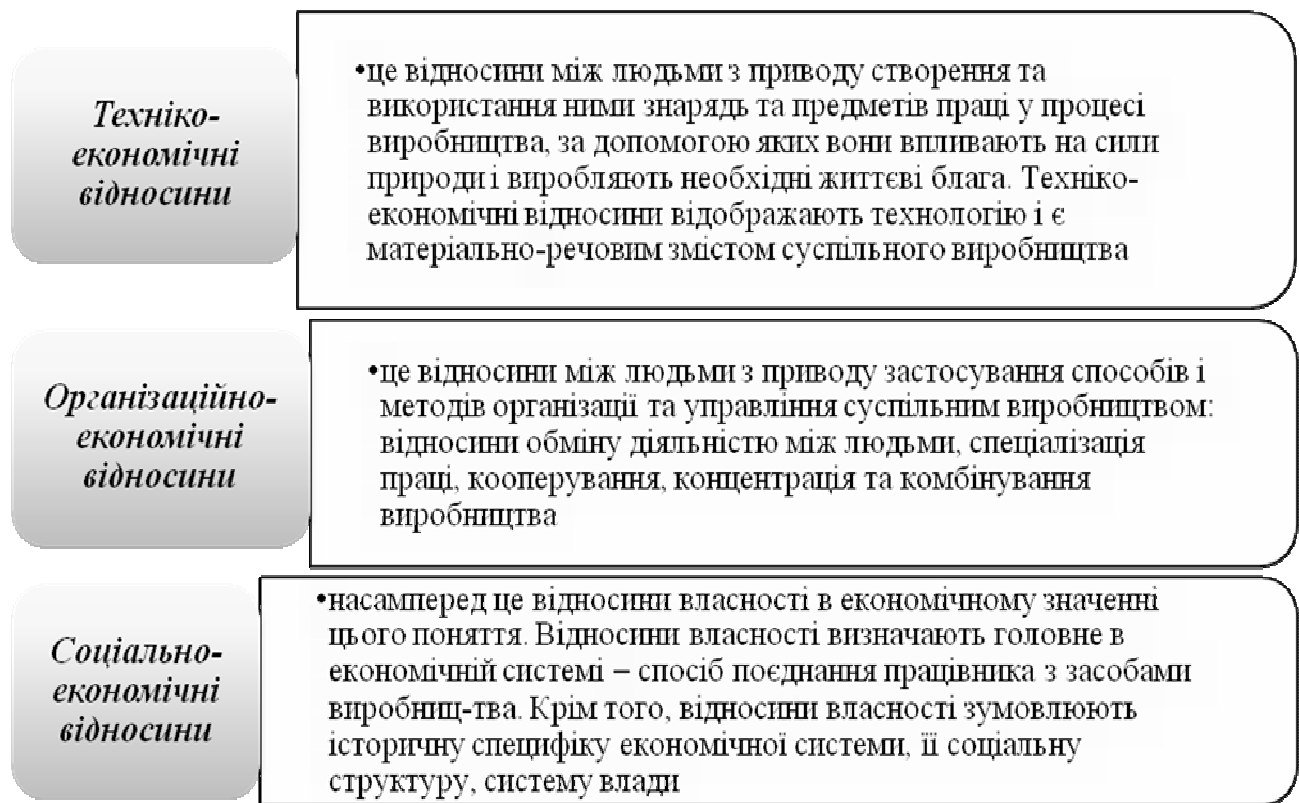 Техніко-
економічні
відносини
•це відносини між людьми з приводу створення та
використання ними знарядь та предметів праці у процесі
виробництва, за допомогою яких вони впливають на сили
природи і виробляють необхідні життєві блага. Техніко-
економічні відносини відображають технологію і є
матеріально-речовим змістом суспільного виробництва
Організаційно-
економічні
відносини
•це відносини між людьми з приводу застосування способів і
методів організації та управління суспільним виробництвом:
відносини обміну діяльністю між людьми, спеціалізація
праці, кооперування, концентрація та комбінування
виробництва
Соціально-
економічні
відносини
•насамперед це відносини власності в економічному значенні
цього поняття. Відносини власності визначають головне в
економічній системі – спосіб поєднання працівника з засобами
виробниц-тва. Крім того, відносини власності зумовлюють
історичну специфіку економічної системи, її соціальну
структуру, систему влади